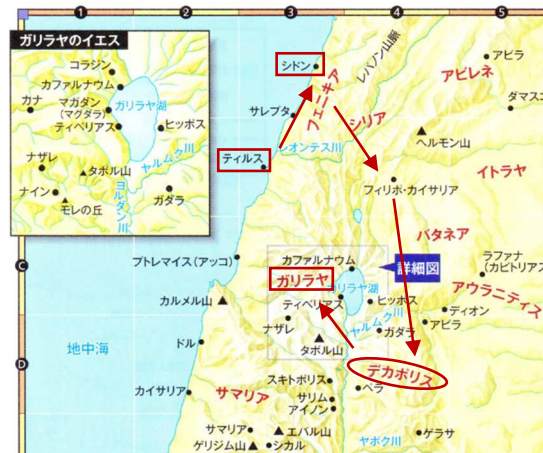 1
2
3
4
5
ガリラヤのイエス
コラジン
カファルナウム
カナ
マガダン
(マグダラ)
ガリラヤ湖
ティベリアス
ヒッポス
ナザレ
タボル山
ヤルムク川
ナイン
ヨルダン川
モレの丘
ガダラ
シドン
レバノン山脈
アビラ
アビレネ
フェニキア
サレプタ
シリア
ダマスコ
ヘルモン山
レオンテス川
ティルス
イトラヤ
フィリポ・カイサリア
バタネア
C
プトレマイス(アッコ)
カファルナウム
詳細図
ラファナ
(カピトリアス)
ガリラヤ
ガリラヤ湖
アウラニティス
カルメル山
ティベリアス
ヒッポス
ディオン
ナザレ
ヤルムク川
ガダラ
アビラ
地中海
ドル
タボル山
D
デカポリス
スキトポリス
ペラ
カイサリア
サマリア
サリム
アイノン
サマリア
エバル山
ヤボク川
ゲラサ
ゲリジム山
シカル